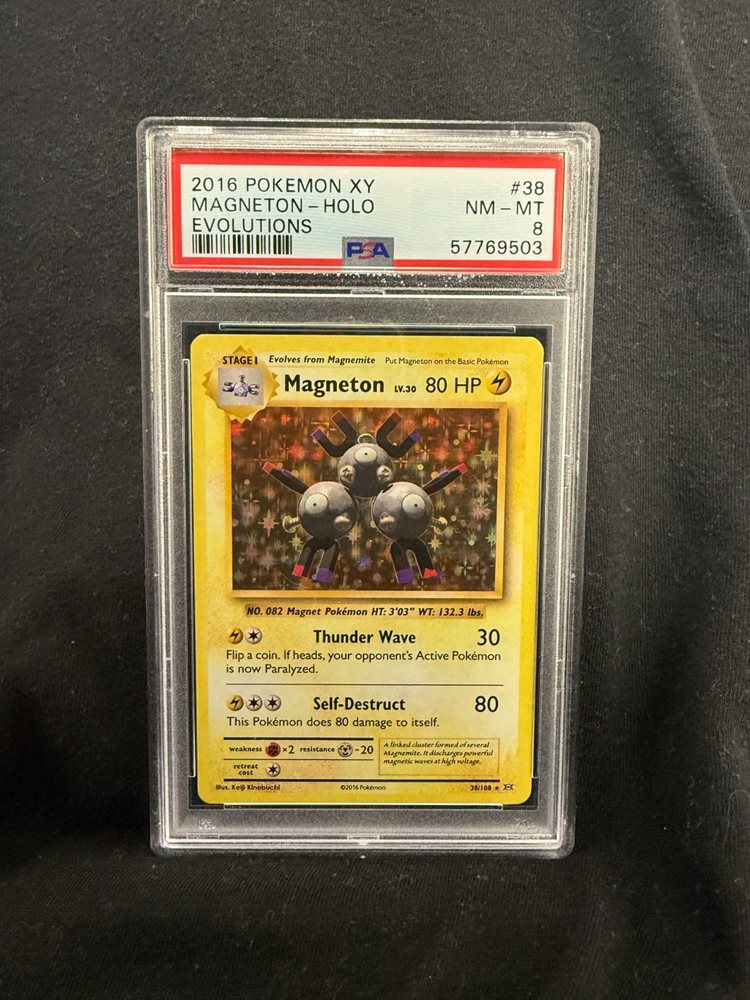 2016 POKEMON XY #38
MAGNETON - HOLO NM - MT
EVOLUTIONS 8
PSA 57769503
STAGE 1 Evolves from Magnemite Put Magneton on the Basic Pokémon
Magneton LV.30 80 HP
NO. 082 Magnet Pokémon HT: 3'03" WT: 132.3 lbs.
Thunder Wave 30
Flip a coin. If heads, your opponent's Active Pokémon
is now Paralyzed.
Self-Destruct 80
This Pokémon does 80 damage to itself.
weakness ×2 resistance -20
A linked cluster formed of several
Magnemite. It discharges powerful
magnetic waves at high voltage.
retreat
cost
Illus. Keiji Kinebuchi ©2016 Pokémon 38/108 ★